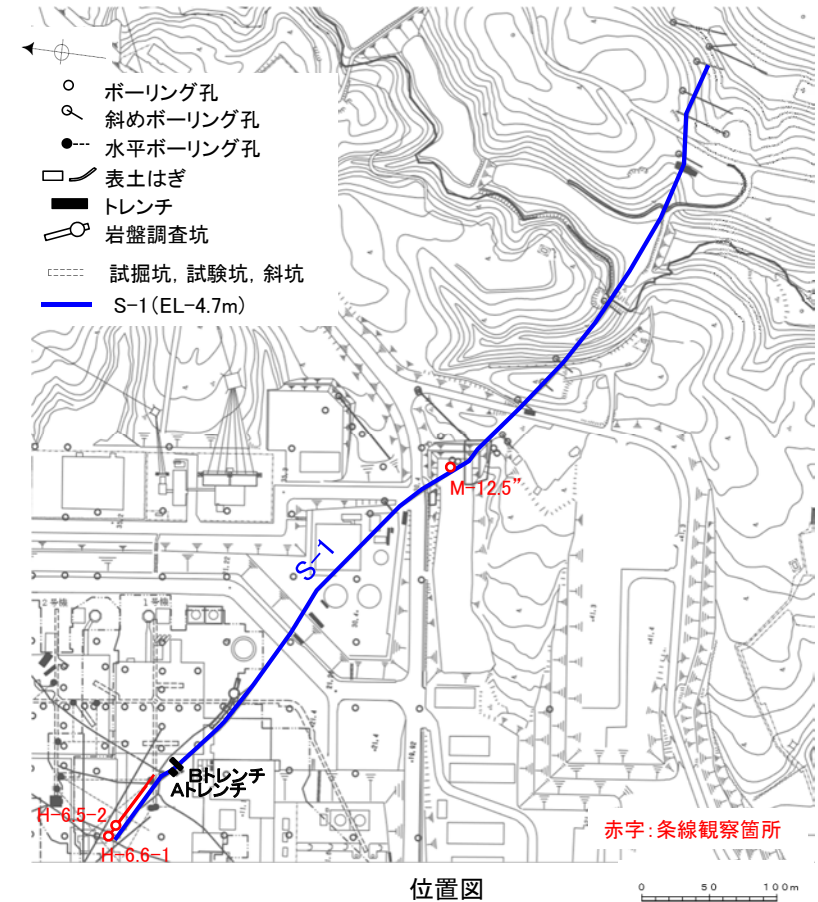 ボーリング孔
斜めボーリング孔
水平ボーリング孔
表土はぎ
トレンチ
岩盤調査坑
試掘坑, 試験坑, 斜坑
S-1(EL-4.7m)
M-12.5”
S-1
Bトレンチ
Aトレンチ
H-6.5-2
H-6.6-1
赤字:条線観察箇所
位置図
0 50 100m